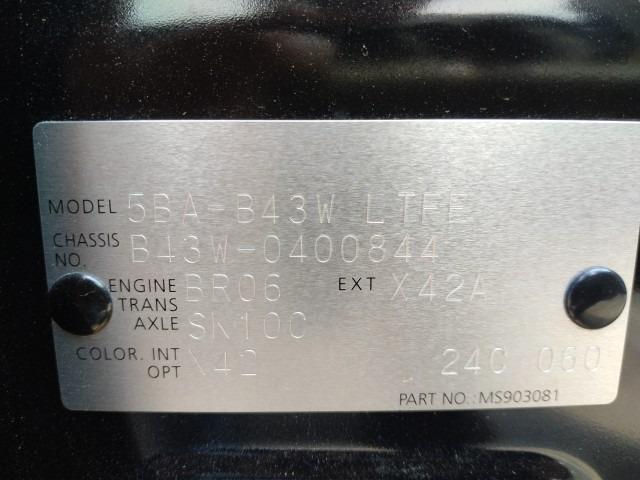 MODEL 5BA-B43W LTFE
CHASSIS NO. B43W-0400844
ENGINE BR06 EXT X42A
TRANS AXLE SK10C
COLOR. INT OPT X42 24C 060
PART NO.:MS903081